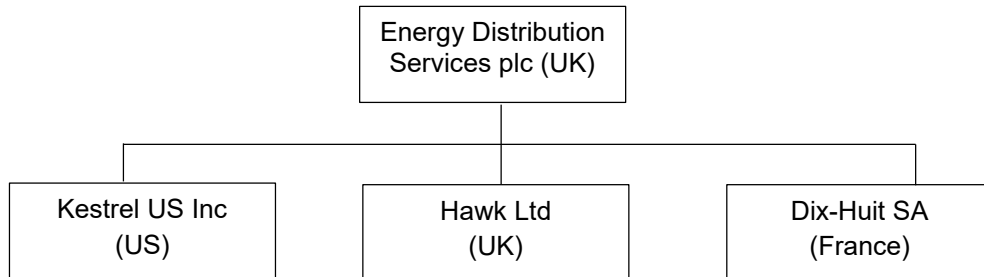 Energy Distribution
Services plc (UK)
Kestrel US Inc
(US)
Hawk Ltd
(UK)
Dix-Huit SA
(France)